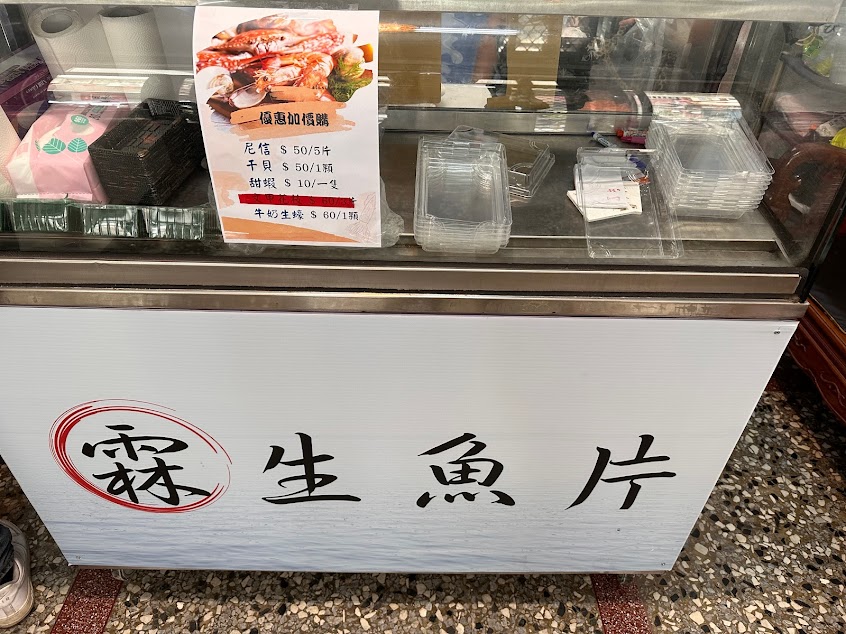 優惠加價購
尼信 $ 50/5片
干貝 $ 50/1顆
甜蝦 $ 10/一隻
牛奶生蠔 $ 60/1顆
霖生魚片